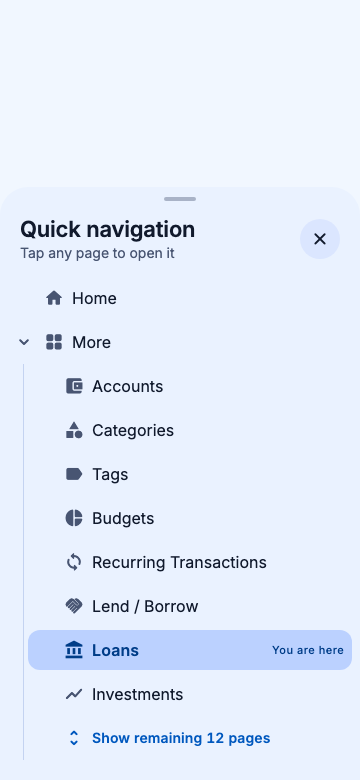 Quick navigation
Tap any page to open it
Home
More
Accounts
Categories
Tags
Budgets
Recurring Transactions
Lend / Borrow
Loans You are here
Investments
Show remaining 12 pages